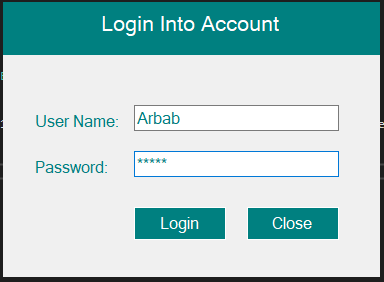 Login Into Account
User Name: Arbab
Password: *****
Login Close